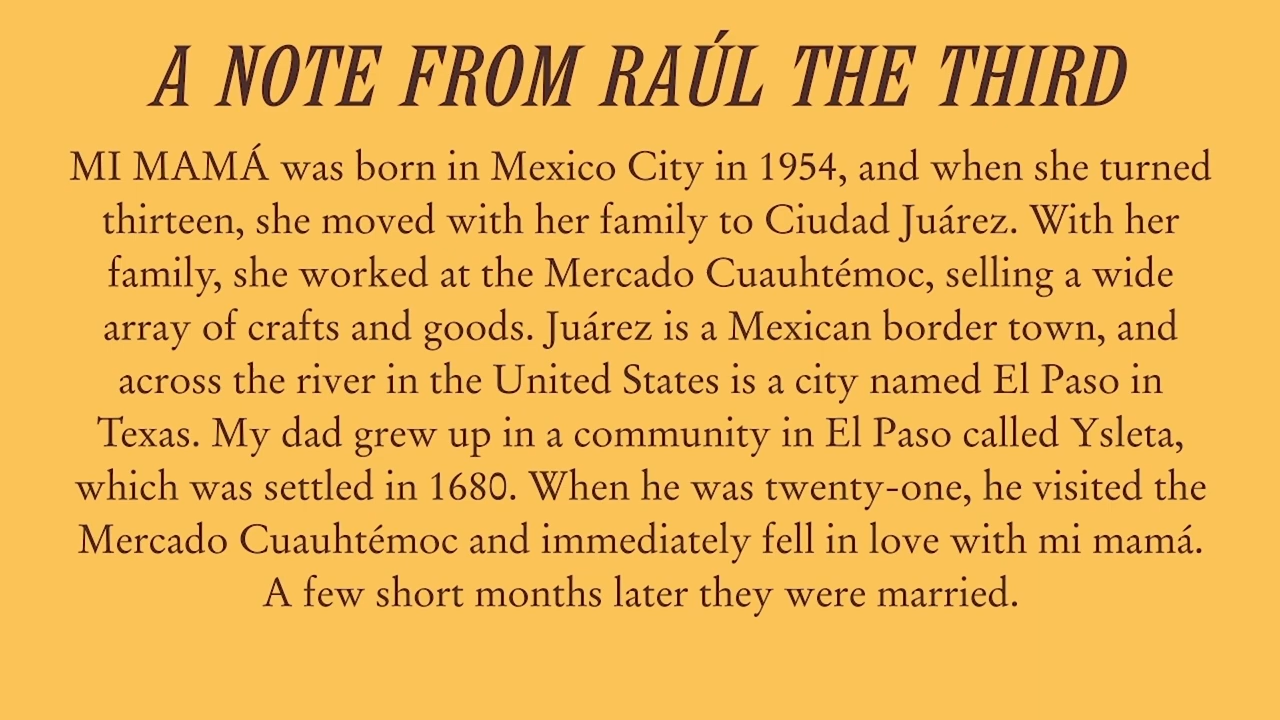 A NOTE FROM RAÚL THE THIRD
MI MAMÁ was born in Mexico City in 1954, and when she turned
thirteen, she moved with her family to Ciudad Juárez. With her
family, she worked at the Mercado Cuauhtémoc, selling a wide
array of crafts and goods. Juárez is a Mexican border town, and
across the river in the United States is a city named El Paso in
Texas. My dad grew up in a community in El Paso called Ysleta,
which was settled in 1680. When he was twenty-one, he visited the
Mercado Cuauhtémoc and immediately fell in love with mi mamá.
A few short months later they were married.